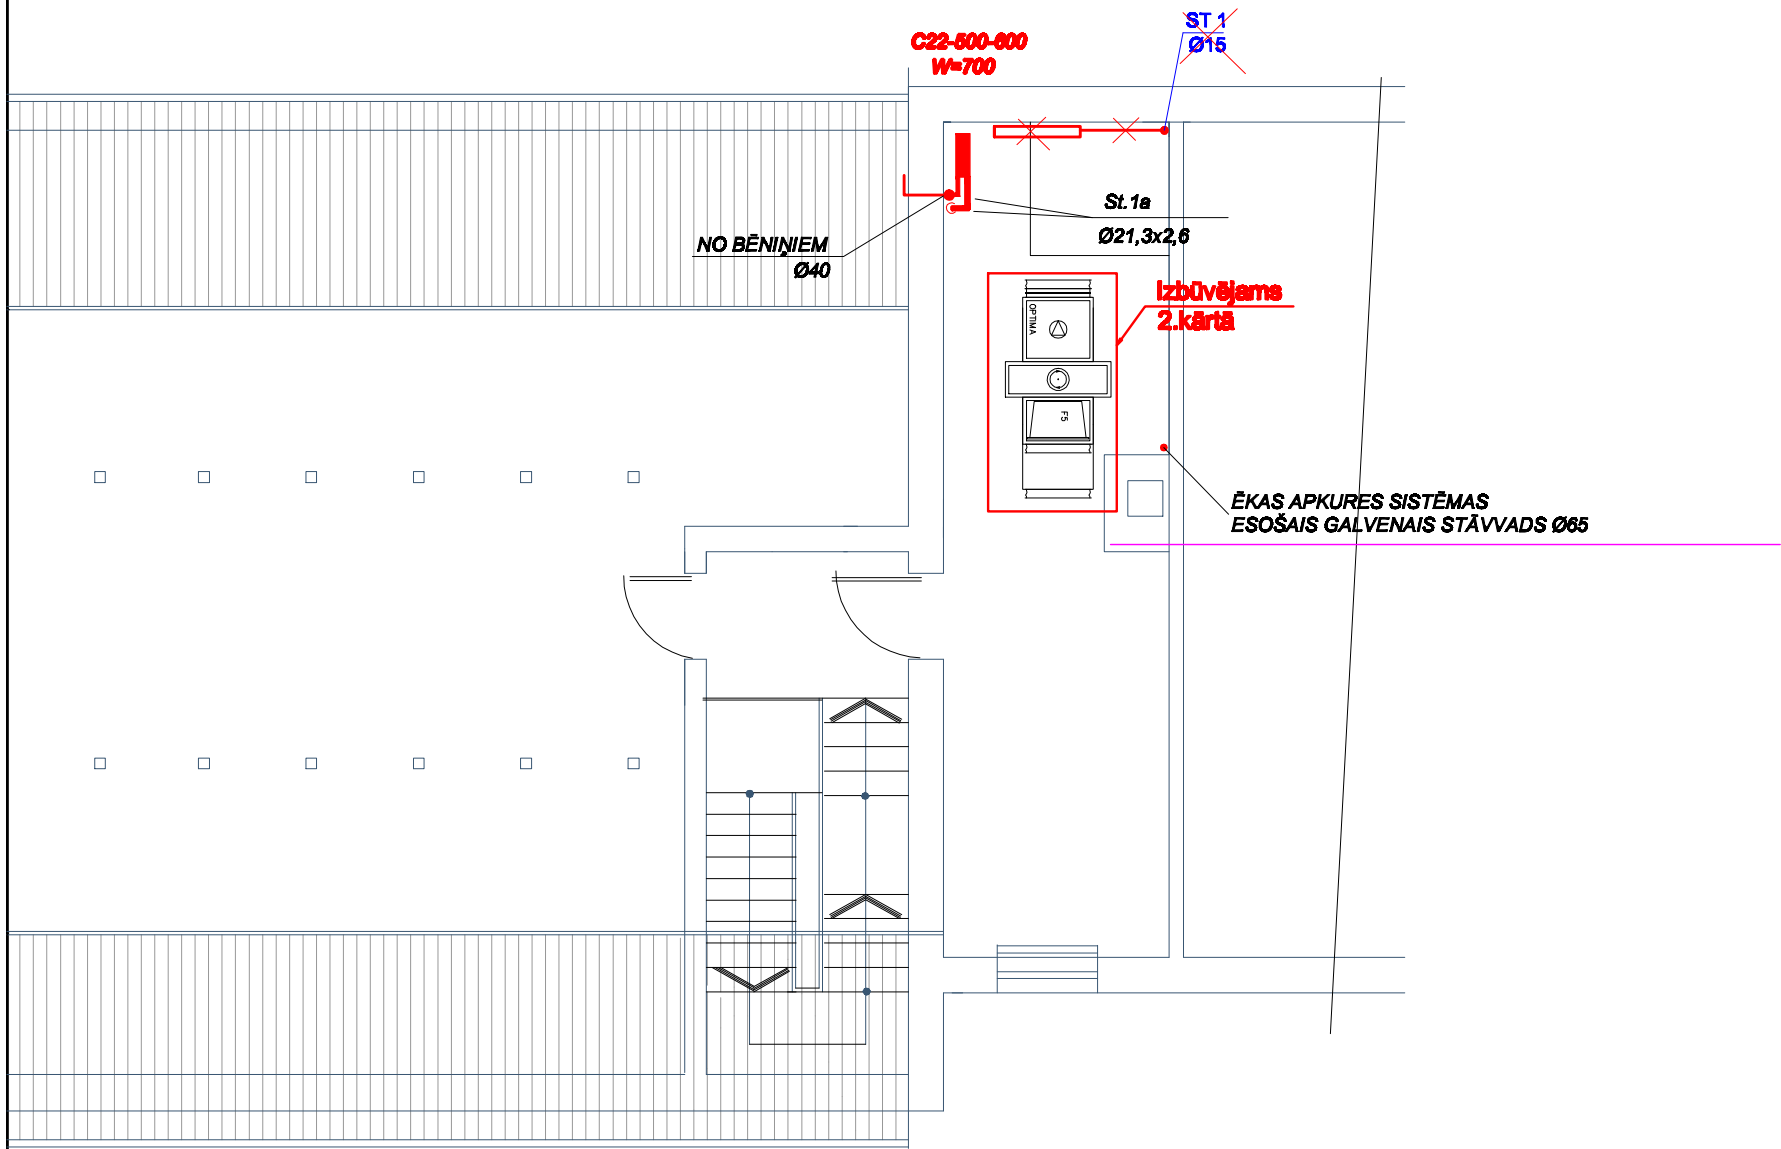 ST 1
Ø15
C22-500-600
W=700
St.1a
Ø21,3x2,6
NO BĒNIŅIEM
Ø40
Izbūvējams
2.kārtā
OPTIMA
F5
ĒKAS APKURES SISTĒMAS
ESOŠAIS GALVENAIS STĀVVADS Ø65